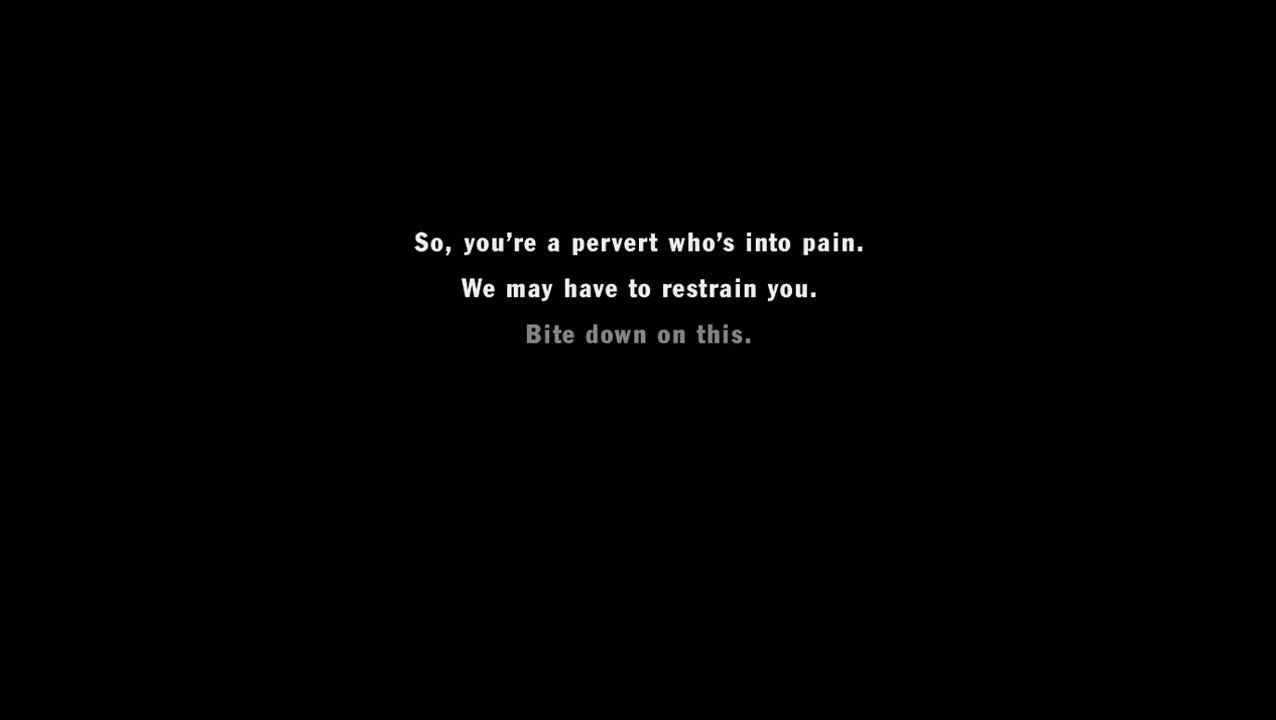 So, you’re a pervert who’s into pain.
We may have to restrain you.
Bite down on this.